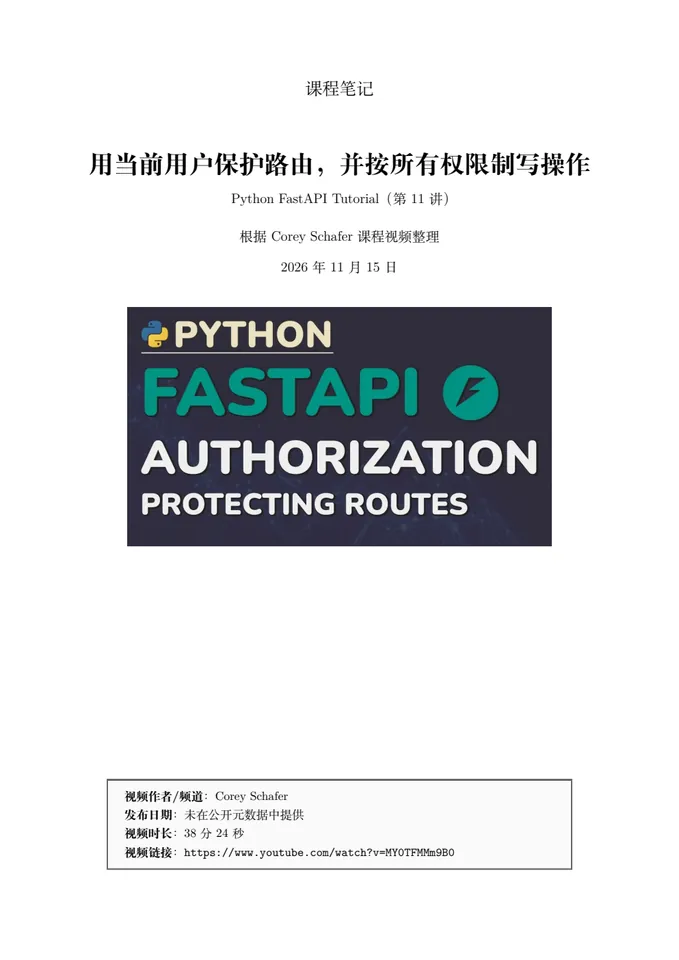 课程笔记
用当前用户保护路由，并按所有权限制写操作
Python FastAPI Tutorial（第 11 讲）
根据 Corey Schafer 课程视频整理
2026 年 11 月 15 日
PYTHON
FASTAPI
AUTHORIZATION
PROTECTING ROUTES
视频作者/频道：Corey Schafer
发布日期：未在公开元数据中提供
视频时长：38 分 24 秒
视频链接：https://www.youtube.com/watch?v=MY0TFMMm9B0